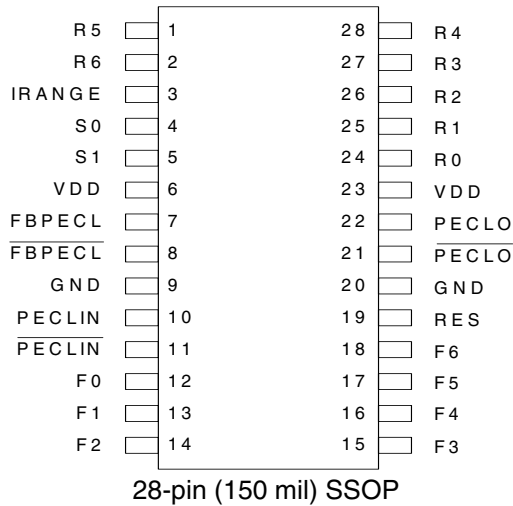 R5 1 28 R4
R6 2 27 R3
IRANGE 3 26 R2
S0 4 25 R1
S1 5 24 R0
VDD 6 23 VDD
FBPECL 7 22 PECLO
FBPECL 8 21 PECLO
GND 9 20 GND
PECLIN 10 19 RES
PECLIN 11 18 F6
F0 12 17 F5
F1 13 16 F4
F2 14 15 F3
28-pin (150 mil) SSOP